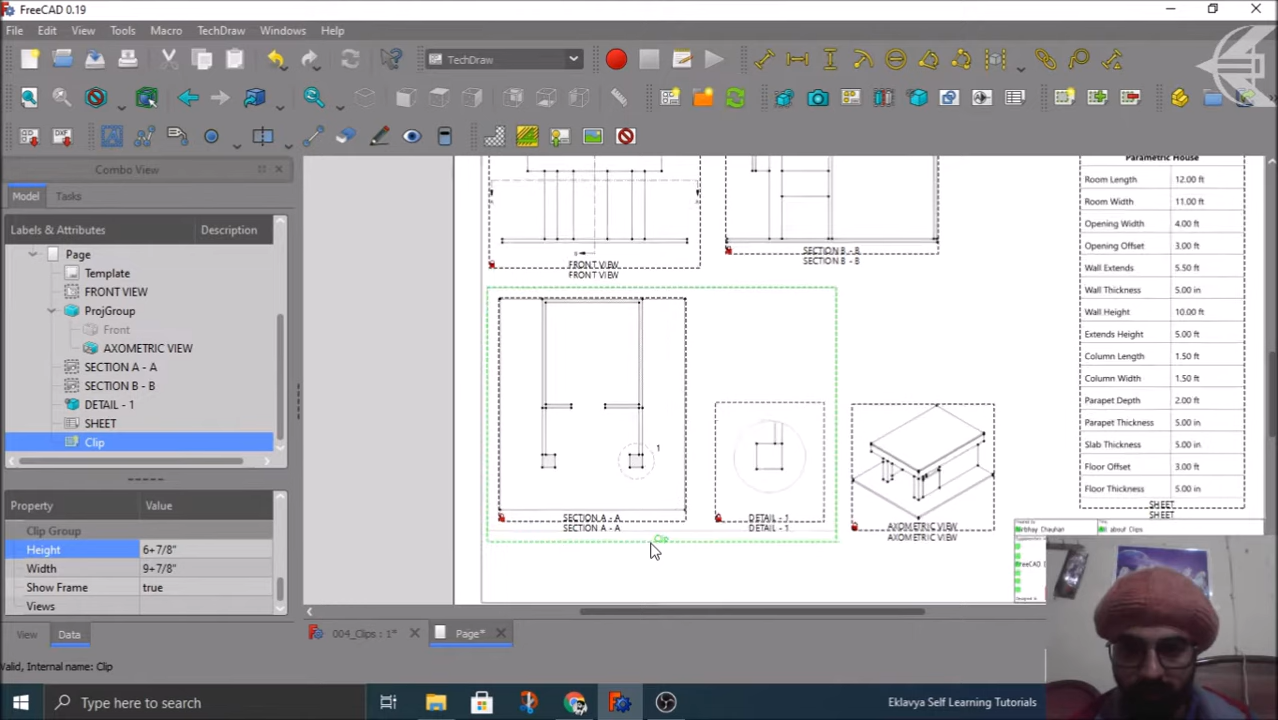 FreeCAD 0.19
File Edit View Tools Macro TechDraw Windows Help
TechDraw
Combo View
Model Tasks
Labels & Attributes Description
Page
Template
FRONT VIEW
ProjGroup
Front
AXOMETRIC VIEW
SECTION A - A
SECTION B - B
DETAIL - 1
SHEET
Clip
Property Value
Clip Group
Height 6+7/8"
Width 9+7/8"
Show Frame true
Views
View Data
Valid, Internal name: Clip
FRONT VIEW
FRONT VIEW
SECTION B - B
SECTION B - B
1
SECTION A - A
SECTION A - A
DETAIL - 1
DETAIL - 1
Clip
AXOMETRIC VIEW
AXOMETRIC VIEW
Parametric House
Room Length 12.00 ft
Room Width 11.00 ft
Opening Width 4.00 ft
Opening Offset 3.00 ft
Wall Extends 5.50 ft
Wall Thickness 5.00 in
Wall Height 10.00 ft
Extends Height 5.00 ft
Column Length 1.50 ft
Column Width 1.50 ft
Parapet Depth 2.00 ft
Parapet Thickness 5.00 in
Slab Thickness 5.00 in
Floor Offset 3.00 ft
Floor Thickness 5.00 in
SHEET
SHEET
All about Clips
004_Clips : 1*
Page*
Type here to search
Eklavya Self Learning Tutorials